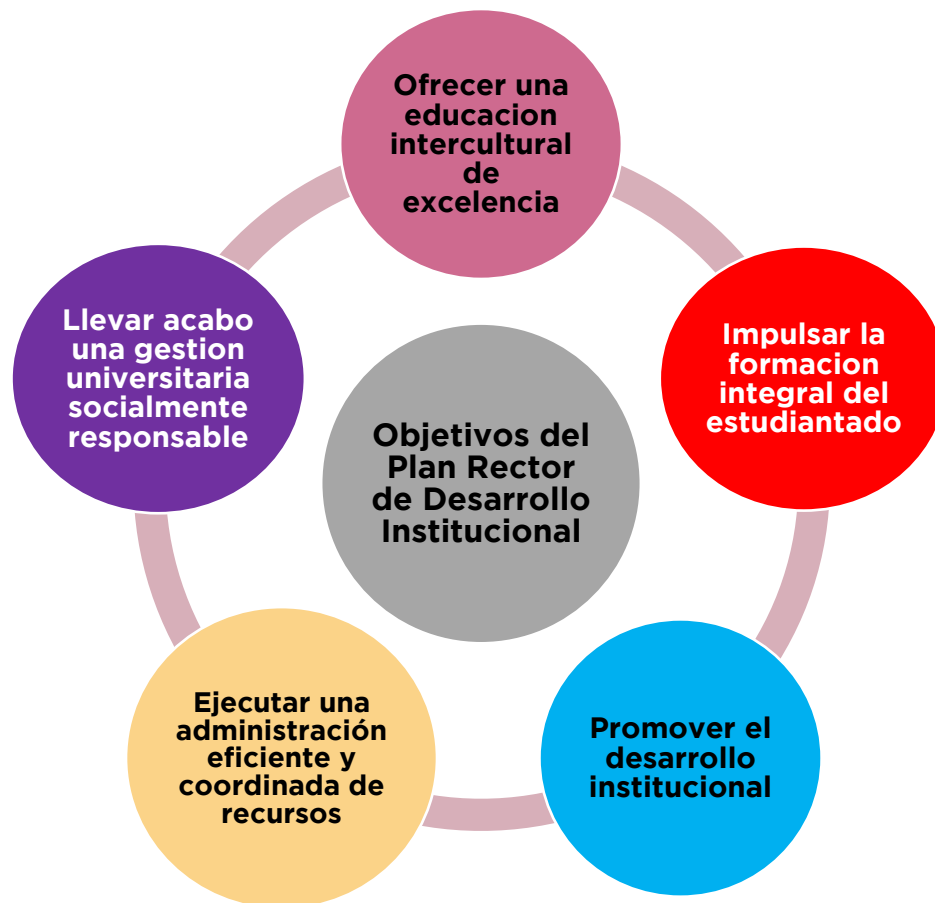 Ofrecer una
educacion
intercultural
de
excelencia
Impulsar la
formacion
integral del
estudiantado
Promover el
desarrollo
institucional
Ejecutar una
administración
eficiente y
coordinada de
recursos
Llevar acabo
una gestion
universitaria
socialmente
responsable
Objetivos del
Plan Rector
de Desarrollo
Institucional